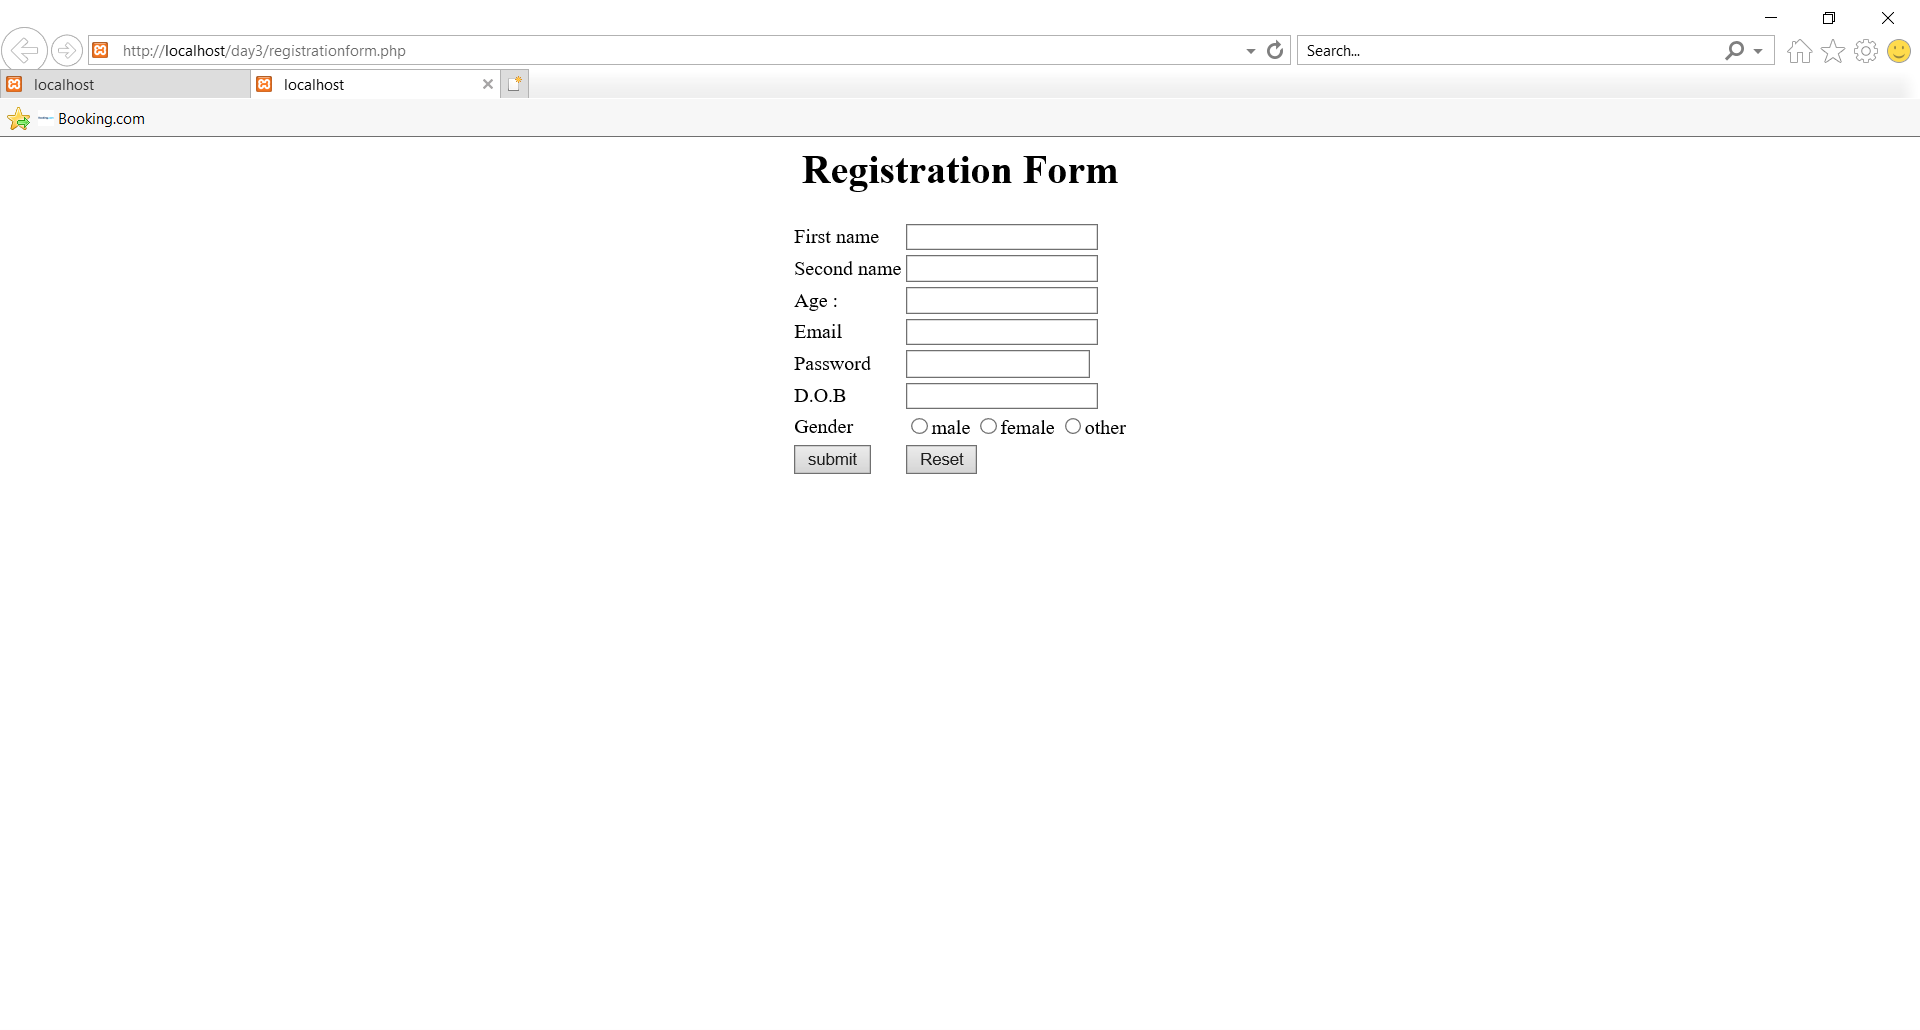 http://localhost/day3/registrationform.php
Search...
localhost
localhost
Booking.com
Registration Form
First name
Second name
Age :
Email
Password
D.O.B
Gender male female other
submit Reset